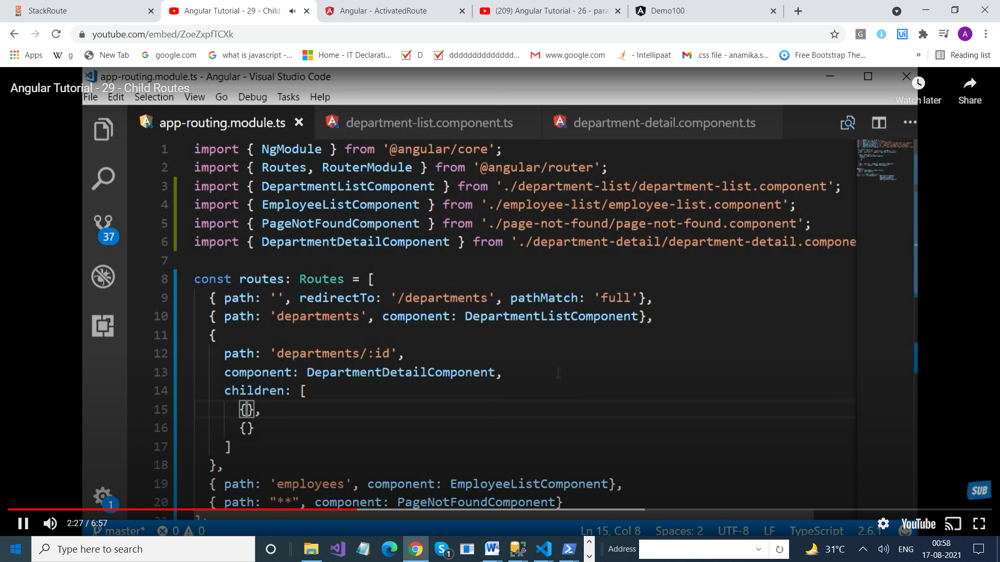 StackRoute
Angular Tutorial - 29 - Child
Angular - ActivatedRoute
(209) Angular Tutorial - 26 - para
Demo100
youtube.com/embed/ZoeZxpfTCXk
G
Ui
A
Apps
W g
New Tab
google.com
what is javascript -...
Home - IT Declarati...
D
ddddddddddddddd...
www.google.com
- Intellipaat
.css file - anamika.s...
Free Bootstrap The...
»
Reading list
app-routing.module.ts - Angular - Visual Studio Code
Angular Tutorial - 29 - Child Routes
Watch later
Share
File Edit Selection View Go Debug Tasks Help
app-routing.module.ts
department-list.component.ts
department-detail.component.ts
1 import { NgModule } from '@angular/core';
2 import { Routes, RouterModule } from '@angular/router';
3 import { DepartmentListComponent } from './department-list/department-list.component';
4 import { EmployeeListComponent } from './employee-list/employee-list.component';
5 import { PageNotFoundComponent } from './page-not-found/page-not-found.component';
6 import { DepartmentDetailComponent } from './department-detail/department-detail.compone
7
8 const routes: Routes = [
9 { path: '', redirectTo: '/departments', pathMatch: 'full'},
10 { path: 'departments', component: DepartmentListComponent},
11 {
12 path: 'departments/:id',
13 component: DepartmentDetailComponent,
14 children: [
15 {},
16 {}
17 ]
18 },
19 { path: 'employees', component: EmployeeListComponent},
20 { path: "**", component: PageNotFoundComponent}
37
1
SUB
2:27 / 6:57
YouTube
master* 0 0
Ln 15, Col 8 Spaces: 2 UTF-8 LF TypeScript 2.6.1
Type here to search
1
Address
31°C
ENG
00:58
17-08-2021